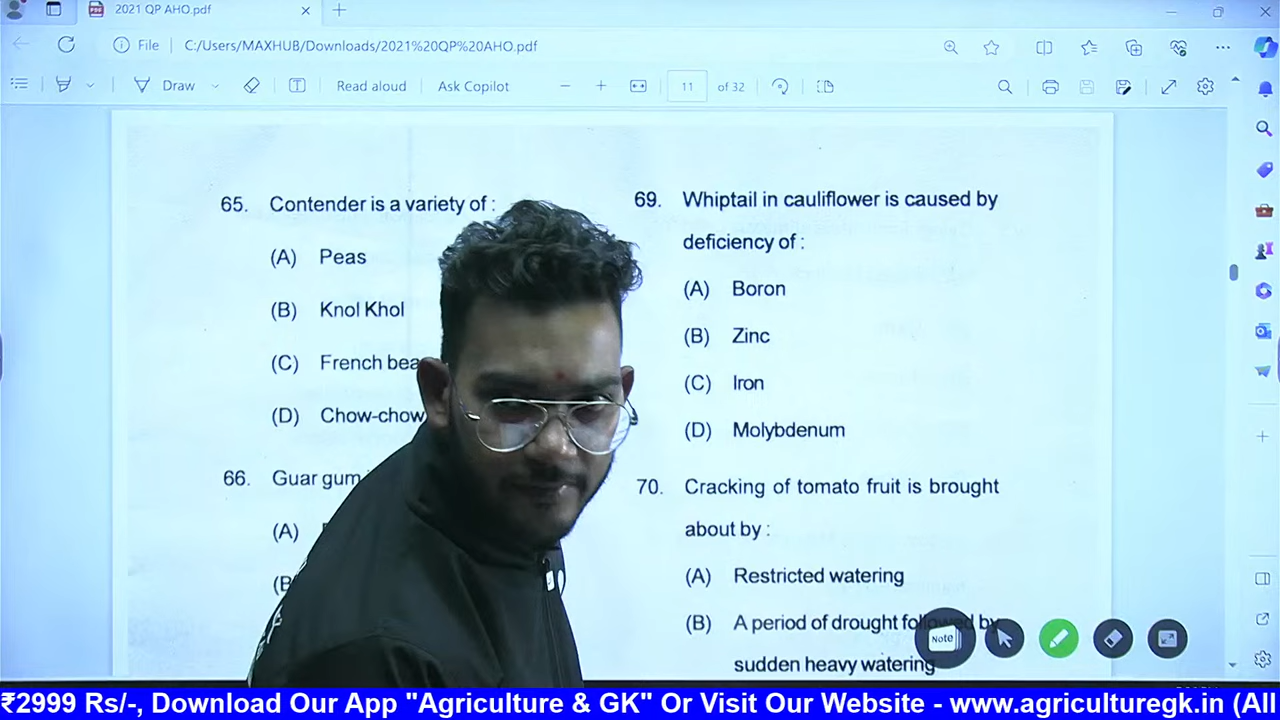 2021 QP AHO.pdf
File
C:/Users/MAXHUB/Downloads/2021%20QP%20AHO.pdf
Draw
Read aloud
Ask Copilot
11
of 32
65. Contender is a variety of :
(A) Peas
(B) Knol Khol
(C) French
(D) Chow-chow
66. Guar gum
(A)
(B
69. Whiptail in cauliflower is caused by
deficiency of :
(A) Boron
(B) Zinc
(C) Iron
(D) Molybdenum
70. Cracking of tomato fruit is brought
about by :
(A) Restricted watering
(B) A period of drought followed by
sudden heavy watering
Note
₹2999 Rs/-, Download Our App "Agriculture & GK" Or Visit Our Website - www.agriculturegk.in (All